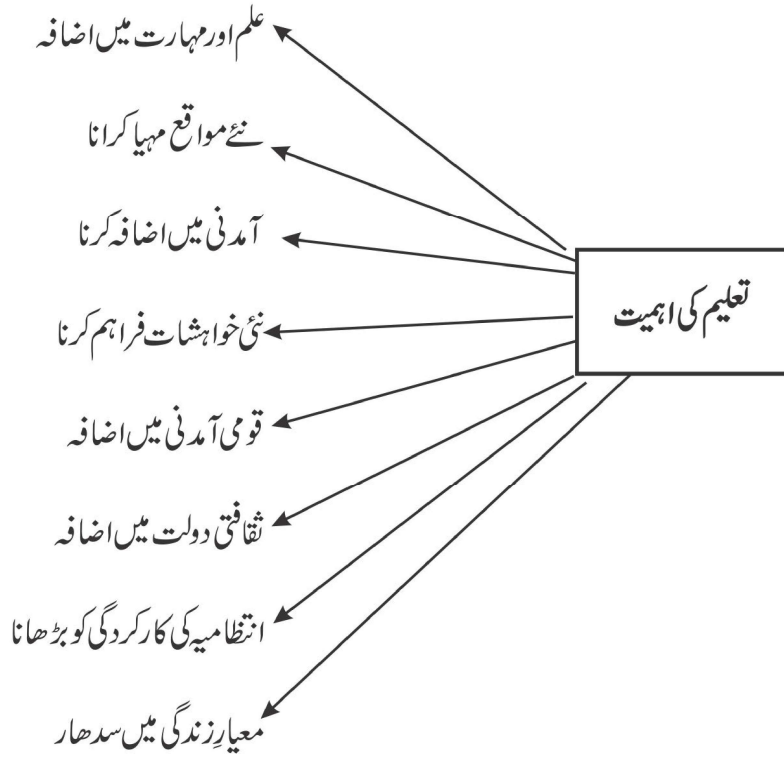 تعلیم کی اہمیت
علم اور مہارت میں اضافہ
نئے مواقع مہیا کرانا
آمدنی میں اضافہ کرنا
نئی خواہشات فراہم کرنا
قومی آمدنی میں اضافہ
ثقافتی دولت میں اضافہ
انتظامیہ کی کارکردگی کو بڑھانا
معیارِ زندگی میں سدھار